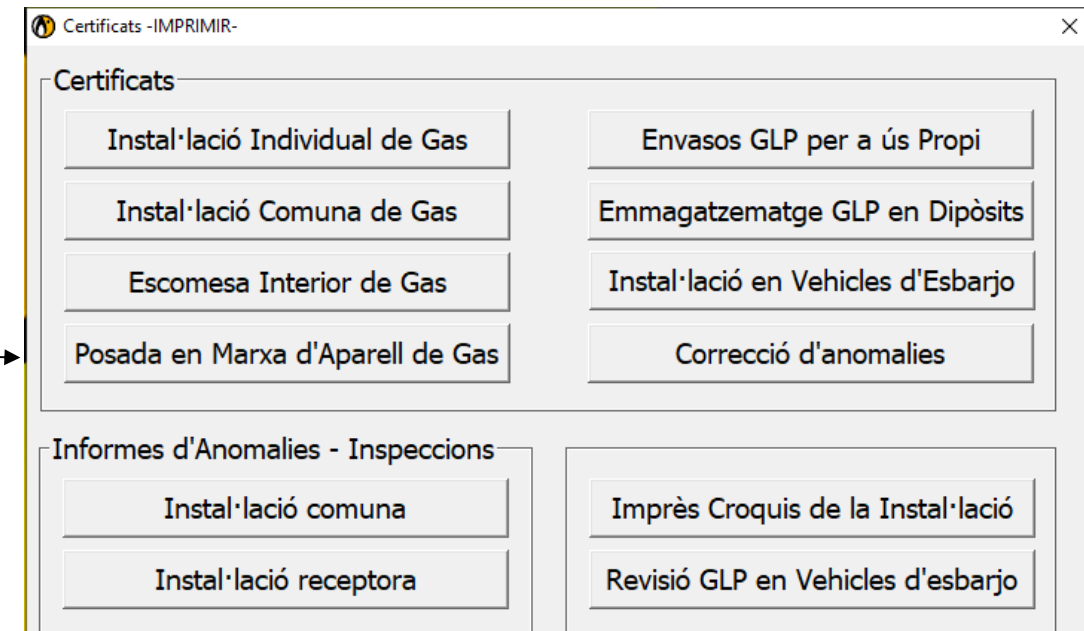 Certificats -IMPRIMIR-
Certificats
Instal·lació Individual de Gas
Envasos GLP per a ús Propi
Instal·lació Comuna de Gas
Emmagatzematge GLP en Dipòsits
Escomesa Interior de Gas
Instal·lació en Vehicles d'Esbarjo
Posada en Marxa d'Aparell de Gas
Correcció d'anomalies
Informes d'Anomalies - Inspeccions
Instal·lació comuna
Imprès Croquis de la Instal·lació
Instal·lació receptora
Revisió GLP en Vehicles d'esbarjo